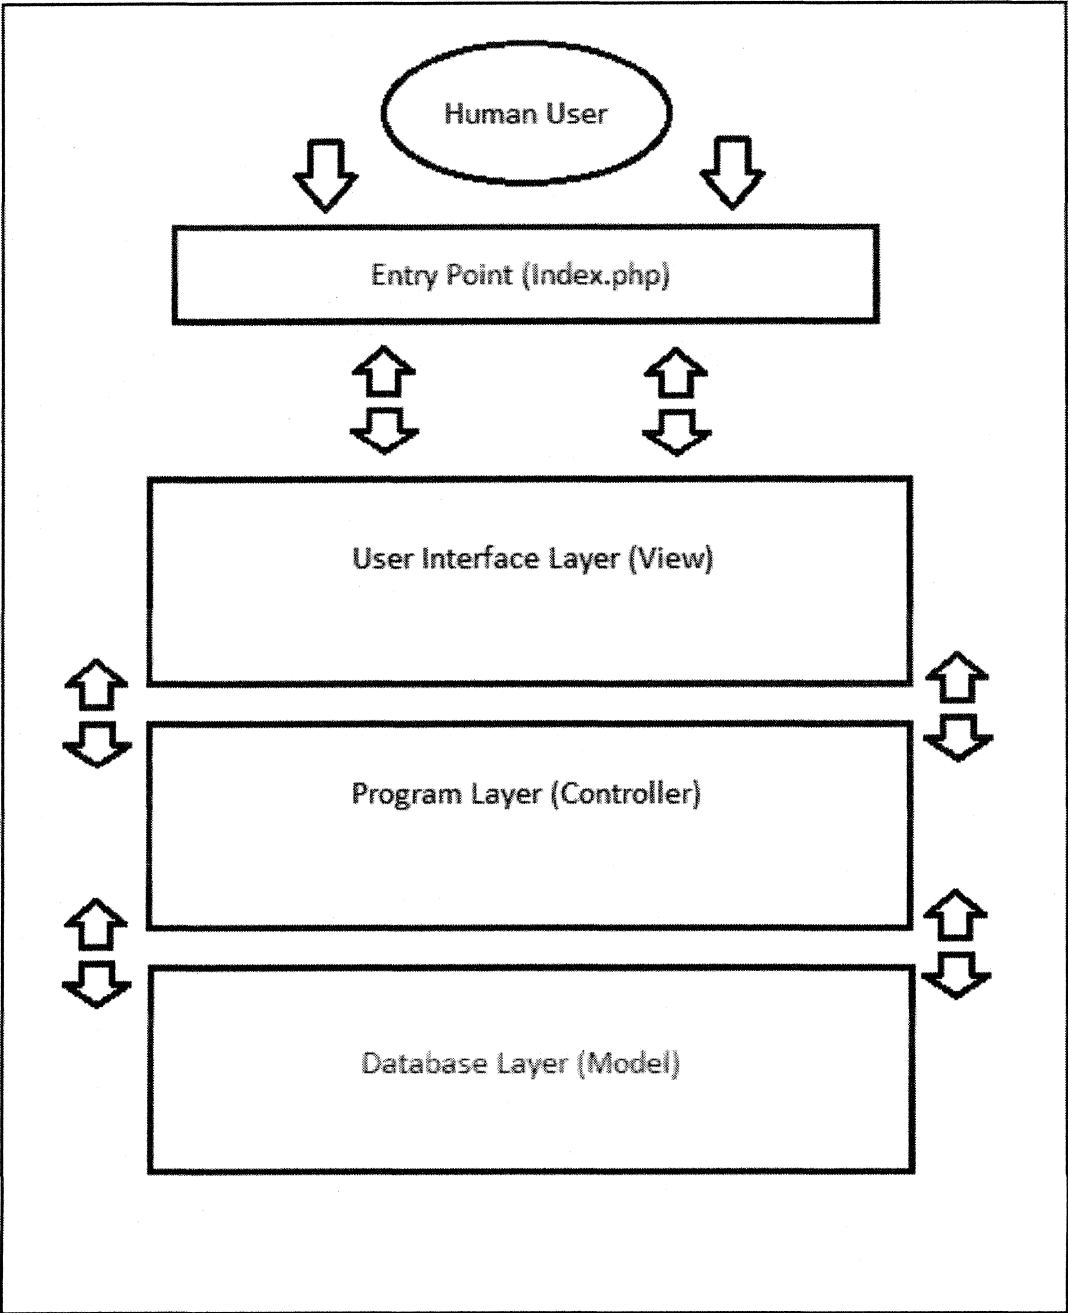 Human User
Entry Point (Index.php)
User Interface Layer (View)
Program Layer (Controller)
Database Layer (Model)